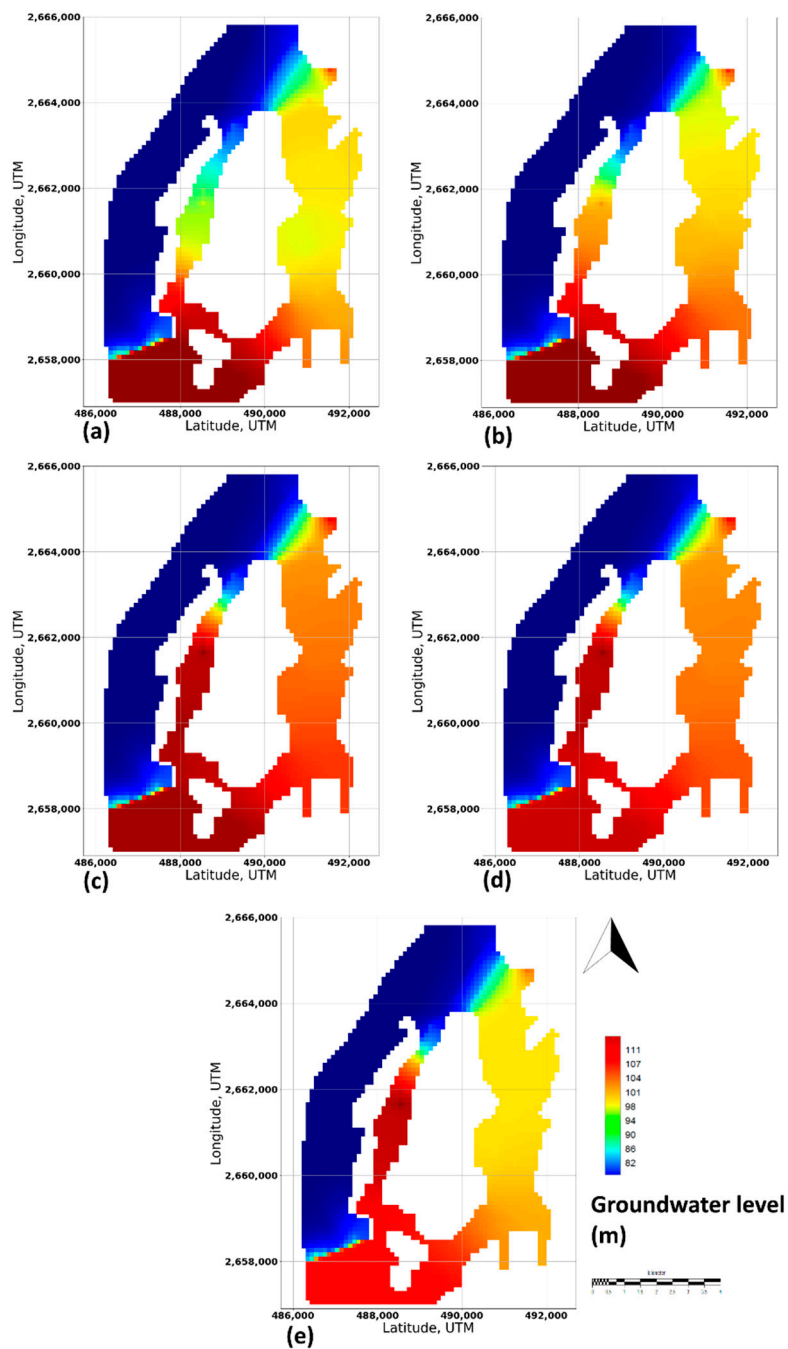 2,666,000
2,664,000
2,662,000
2,660,000
2,658,000
Longitude, UTM
486,000 488,000 490,000 492,000
Latitude, UTM
(a)
2,666,000
2,664,000
2,662,000
2,660,000
2,658,000
Longitude, UTM
486,000 488,000 490,000 492,000
Latitude, UTM
(b)
2,666,000
2,664,000
2,662,000
2,660,000
2,658,000
Longitude, UTM
486,000 488,000 490,000 492,000
Latitude, UTM
(c)
2,666,000
2,664,000
2,662,000
2,660,000
2,658,000
Longitude, UTM
486,000 488,000 490,000 492,000
Latitude, UTM
(d)
2,666,000
2,664,000
2,662,000
2,660,000
2,658,000
Longitude, UTM
486,000 488,000 490,000 492,000
Latitude, UTM
(e)
111
107
104
101
98
94
90
86
82
Groundwater level
(m)